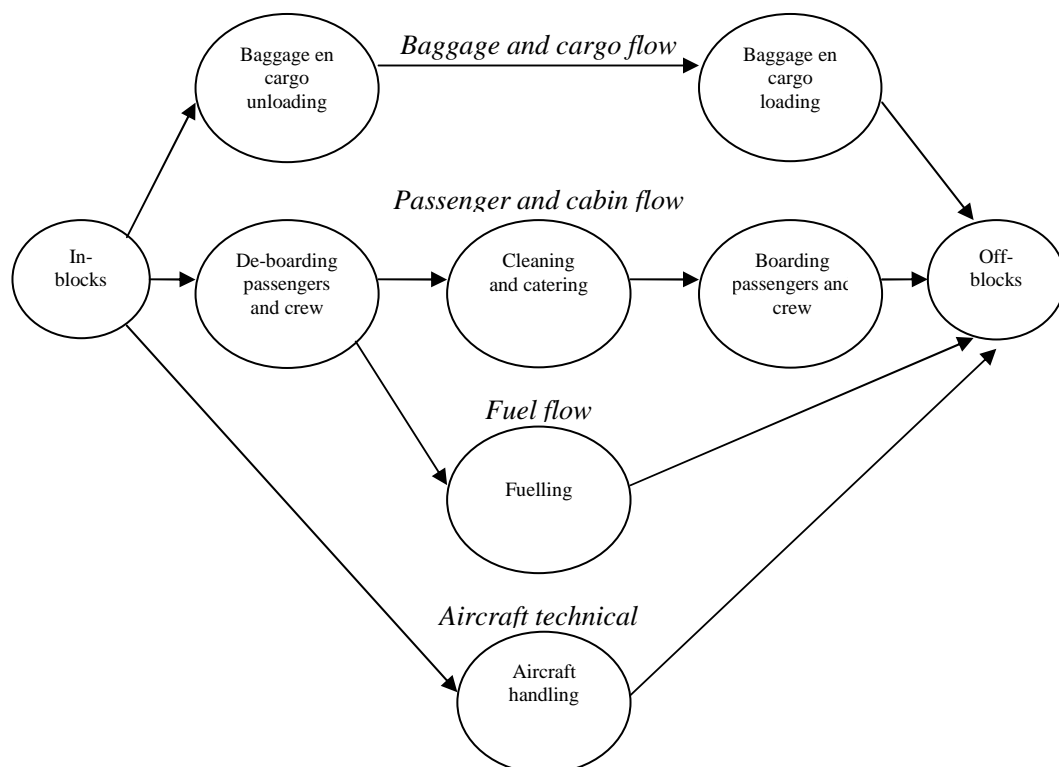 Baggage and cargo flow
Baggage en
cargo
unloading
Baggage en
cargo
loading
Passenger and cabin flow
In-
blocks
De-boarding
passengers
and crew
Cleaning
and catering
Boarding
passengers and
crew
Off-
blocks
Fuel flow
Fuelling
Aircraft technical
Aircraft
handling